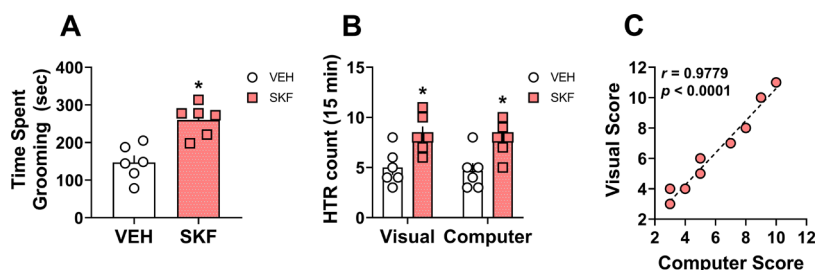 A
Time Spent
Grooming (sec)
400
300
200
100
0
*
VEH
SKF
VEH SKF
B
HTR count (15 min)
15
10
5
0
*
*
VEH
SKF
Visual Computer
C
Visual Score
12
10
8
6
4
2
r = 0.9779
p < 0.0001
2 4 6 8 10 12
Computer Score